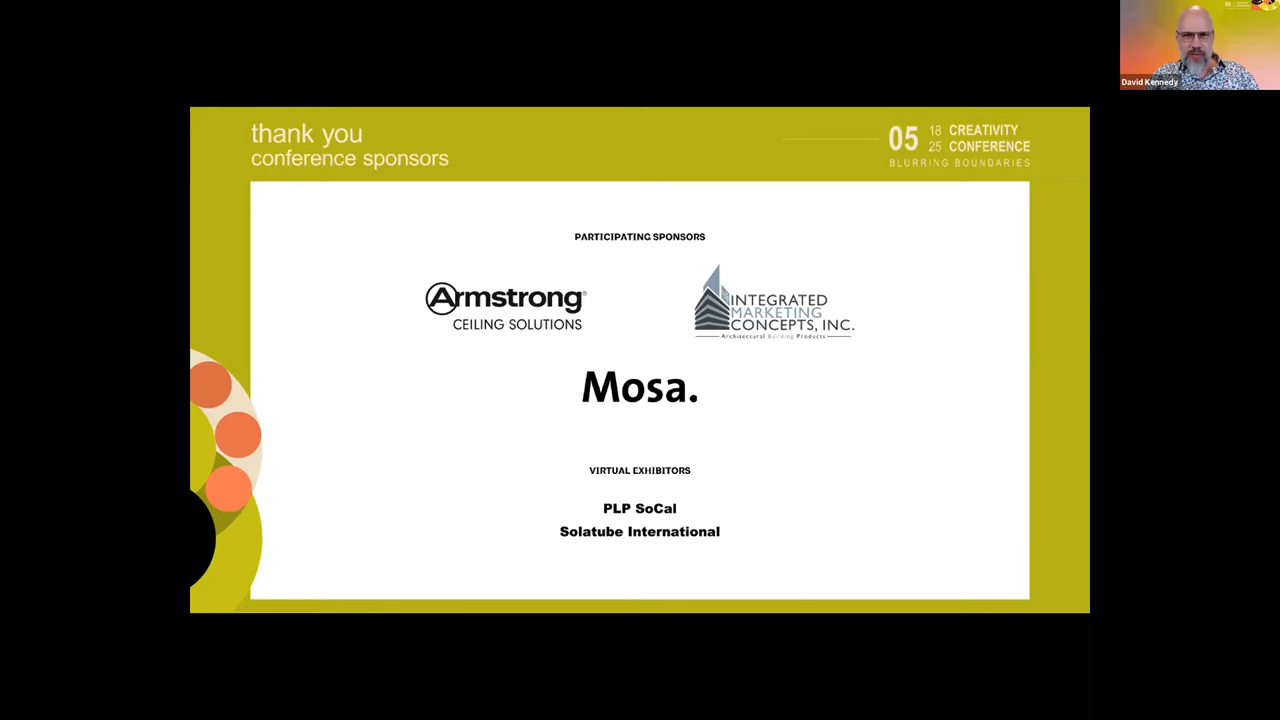 David Kennedy
thank you
conference sponsors
05 18 CREATIVITY
25 CONFERENCE
BLURRING BOUNDARIES
PARTICIPATING SPONSORS
Armstrong®
CEILING SOLUTIONS
INTEGRATED
MARKETING
CONCEPTS, INC.
Architectural Building Products
Mosa.
VIRTUAL EXHIBITORS
PLP SoCal
Solatube International